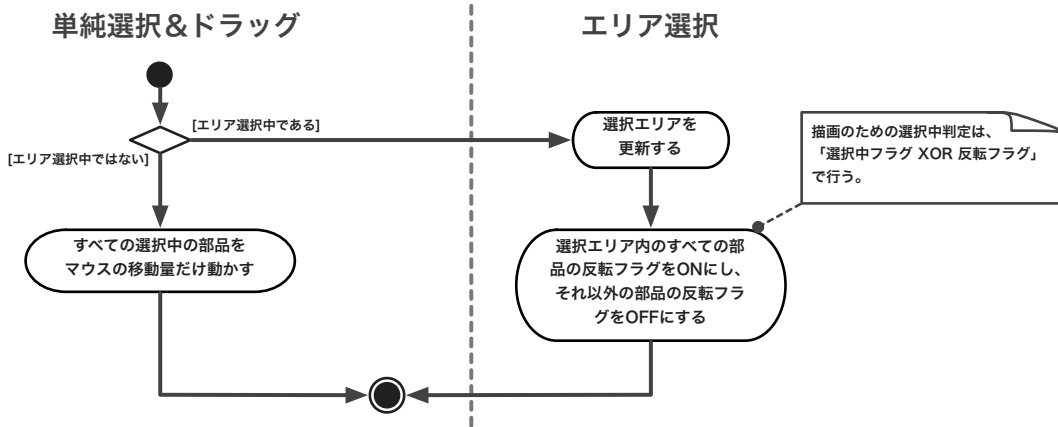 単純選択＆ドラッグ
エリア選択
[エリア選択中である]
[エリア選択中ではない]
選択エリアを
更新する
描画のための選択中判定は、
「選択中フラグ XOR 反転フラグ」
で行う。
すべての選択中の部品を
マウスの移動量だけ動かす
選択エリア内のすべての部
品の反転フラグをONにし、
それ以外の部品の反転フラ
グをOFFにする